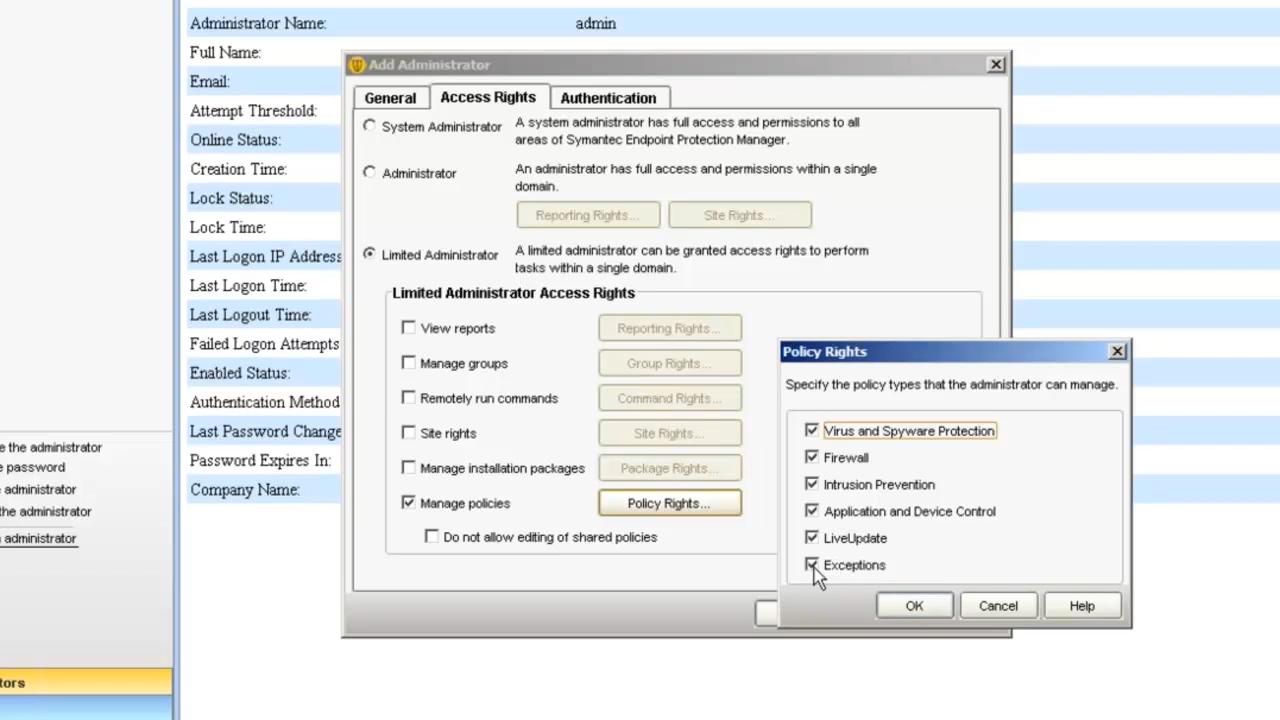 Administrator Name: admin
Full Name:
Email:
Attempt Threshold:
Online Status:
Creation Time:
Lock Status:
Lock Time:
Last Logon IP Address
Last Logon Time:
Last Logout Time:
Failed Logon Attempts
Enabled Status:
Authentication Method
Last Password Change
Password Expires In:
Company Name:
e the administrator
e password
e administrator
the administrator
administrator
tors
Add Administrator
General Access Rights Authentication
System Administrator
A system administrator has full access and permissions to all
areas of Symantec Endpoint Protection Manager.
Administrator
An administrator has full access and permissions within a single
domain.
Reporting Rights... Site Rights...
Limited Administrator
A limited administrator can be granted access rights to perform
tasks within a single domain.
Limited Administrator Access Rights
View reports Reporting Rights...
Manage groups Group Rights...
Remotely run commands Command Rights...
Site rights Site Rights...
Manage installation packages Package Rights...
Manage policies Policy Rights...
Do not allow editing of shared policies
Policy Rights
Specify the policy types that the administrator can manage.
Virus and Spyware Protection
Firewall
Intrusion Prevention
Application and Device Control
LiveUpdate
Exceptions
OK Cancel Help